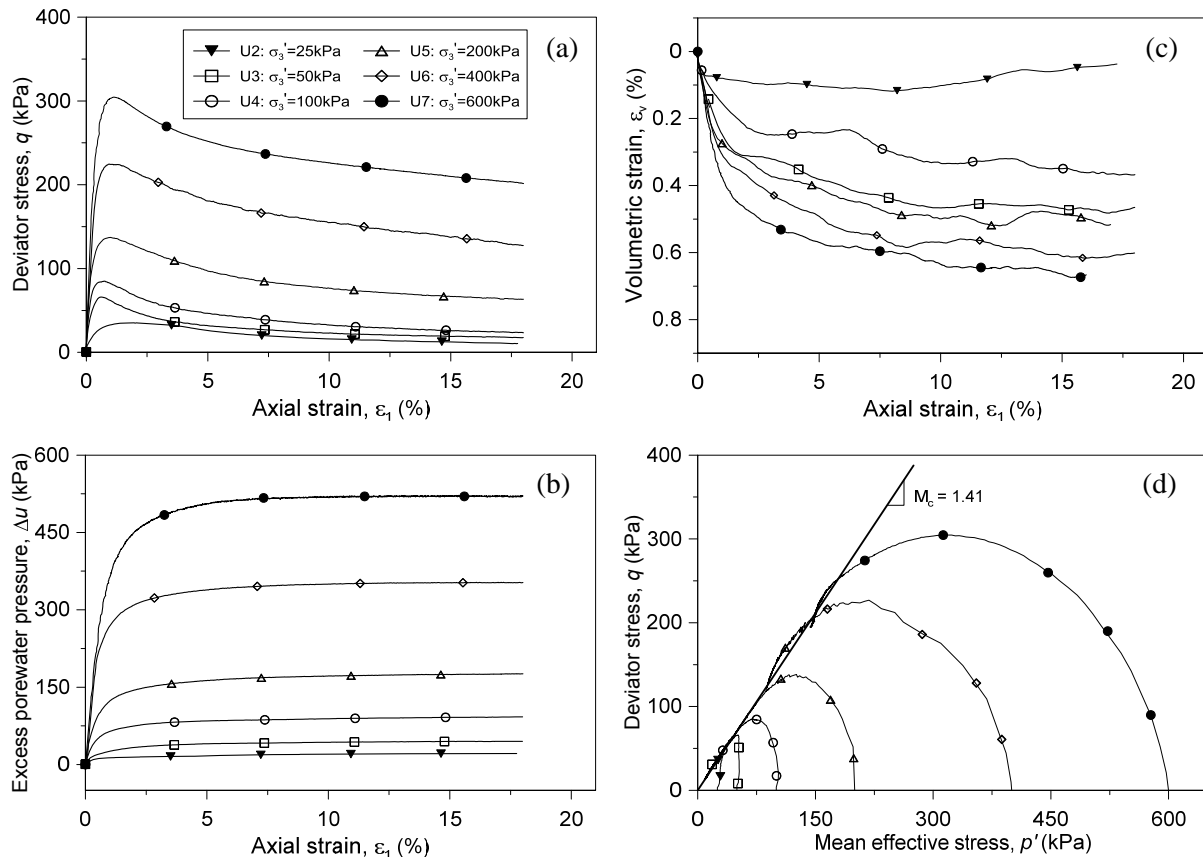 (a)
U2: σ3'=25kPa
U3: σ3'=50kPa
U4: σ3'=100kPa
U5: σ3'=200kPa
U6: σ3'=400kPa
U7: σ3'=600kPa
400
300
200
100
0
Deviator stress, q (kPa)
0 5 10 15 20
Axial strain, ε1 (%)
(c)
0
0.2
0.4
0.6
0.8
Volumetric strain, εv (%)
0 5 10 15 20
Axial strain, ε1 (%)
(b)
600
450
300
150
0
Excess porewater pressure, Δu (kPa)
0 5 10 15 20
Axial strain, ε1 (%)
(d)
Mc = 1.41
400
300
200
100
0
Deviator stress, q (kPa)
0 150 300 450 600
Mean effective stress, p' (kPa)